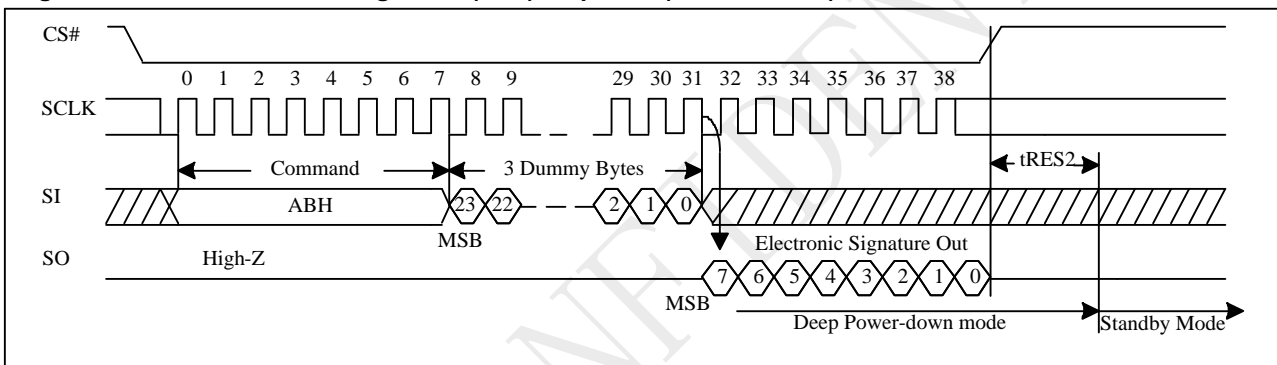 CS#
0 1 2 3 4 5 6 7 8 9 29 30 31 32 33 34 35 36 37 38
SCLK
Command 3 Dummy Bytes tRES2
SI ABH 23 22 2 1 0
MSB Electronic Signature Out
SO High-Z
7 6 5 4 3 2 1 0
MSB
Deep Power-down mode Standby Mode